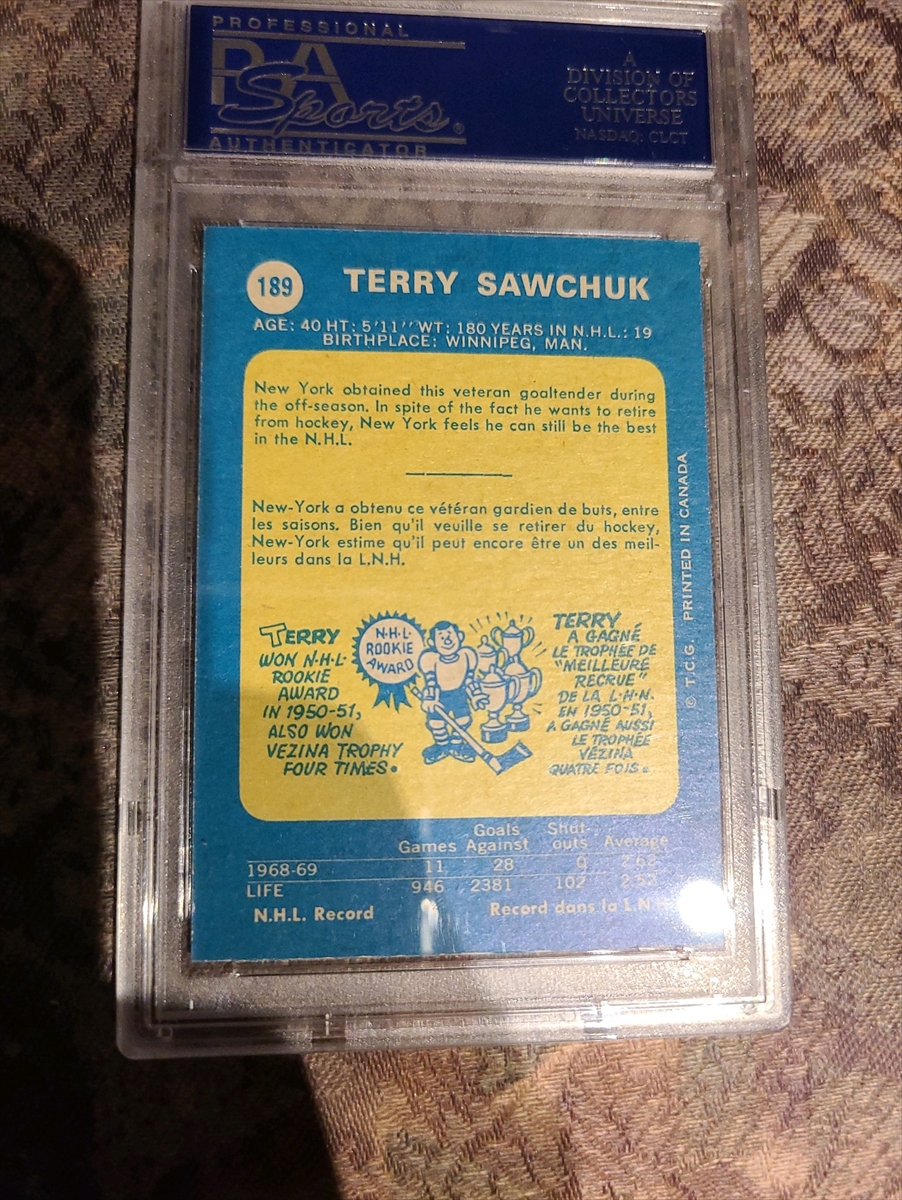 PROFESSIONAL
PSA
Sports®
AUTHENTICATOR
A
DIVISION OF
COLLECTORS
UNIVERSE
NASDAQ: CLCT
189 TERRY SAWCHUK
AGE: 40 HT: 5'11'' WT: 180 YEARS IN N.H.L.: 19
BIRTHPLACE: WINNIPEG, MAN.
New York obtained this veteran goaltender during
the off-season. In spite of the fact he wants to retire
from hockey, New York feels he can still be the best
in the N.H.L.
New-York a obtenu ce vétéran gardien de buts, entre
les saisons. Bien qu'il veuille se retirer du hockey,
New-York estime qu'il peut encore être un des meil-
leurs dans la L.N.H.
TERRY
WON N·H·L·
ROOKIE
AWARD
IN 1950-51,
ALSO WON
VEZINA TROPHY
FOUR TIMES.
N·H·L·
ROOKIE
AWARD
TERRY
A GAGNÉ
LE TROPHÉE DE
"MEILLEURE
RECRUE"
DE LA L·H·N.
EN 1950-51,
A GAGNÉ AUSSI
LE TROPHÉE
VÉZINA
QUATRE FOIS.
© T.C.G. PRINTED IN CANADA
Games Goals Against Shut-outs Average
1968-69 11 28 0 2.62
LIFE 946 2381 102 2.52
N.H.L. Record Record dans la L.N.